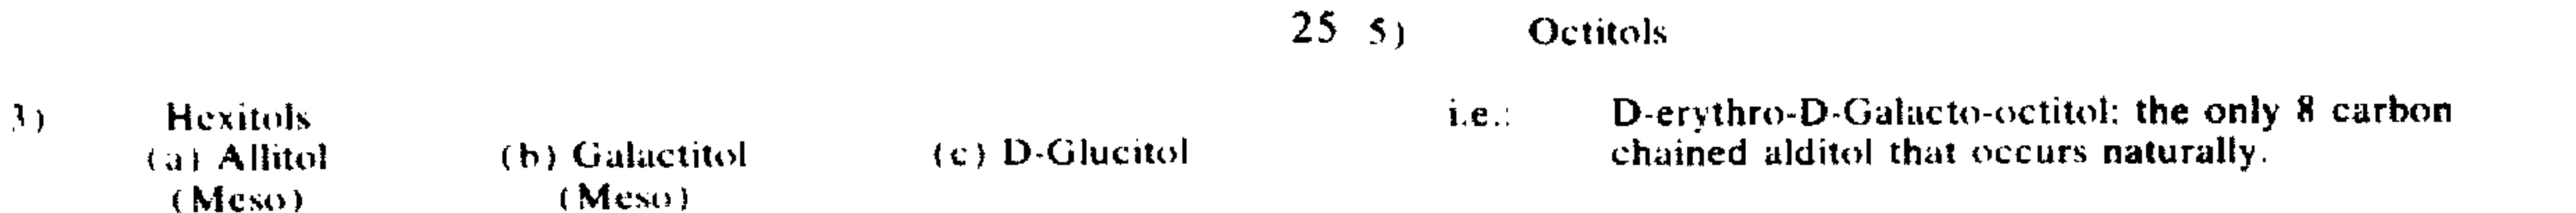 3) Hexitols
(a) Allitol (b) Galactitol (c) D-Glucitol
(Meso) (Meso)
25 5) Octitols
i.e.: D-erythro-D-Galacto-octitol: the only 8 carbon
chained alditol that occurs naturally.